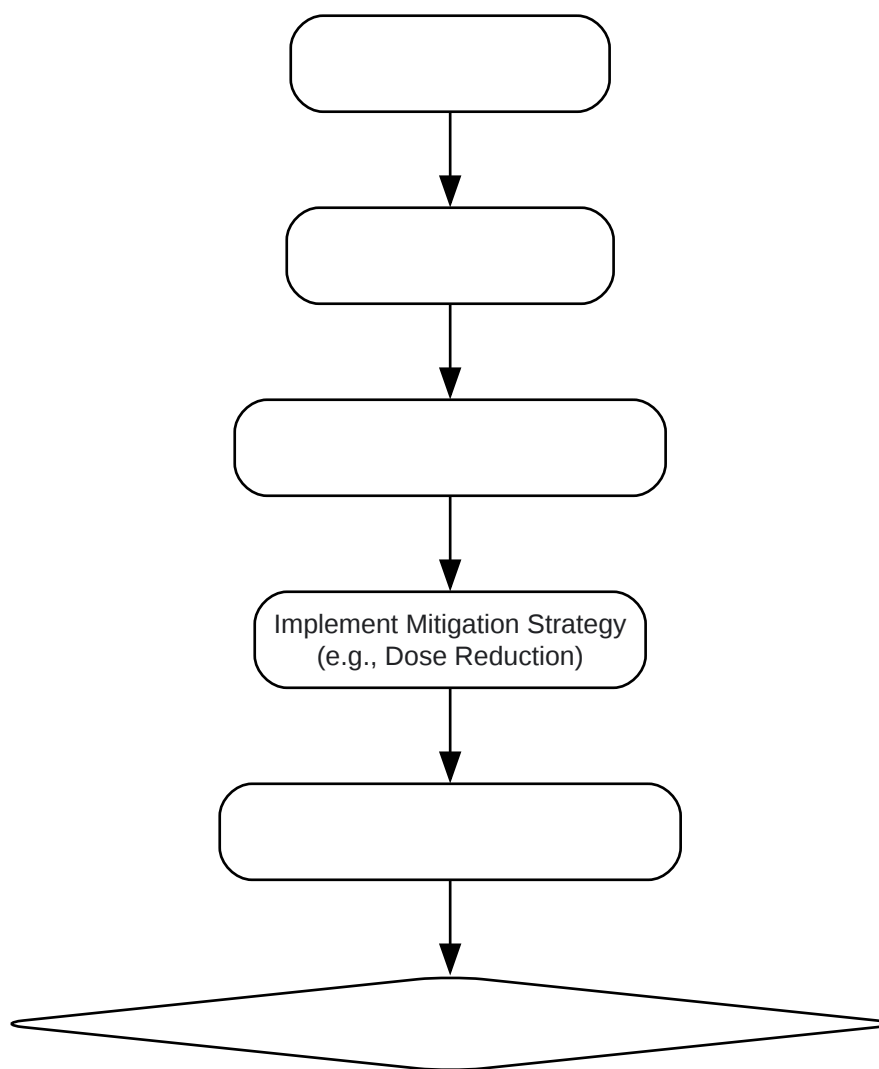 Implement Mitigation Strategy
(e.g., Dose Reduction)